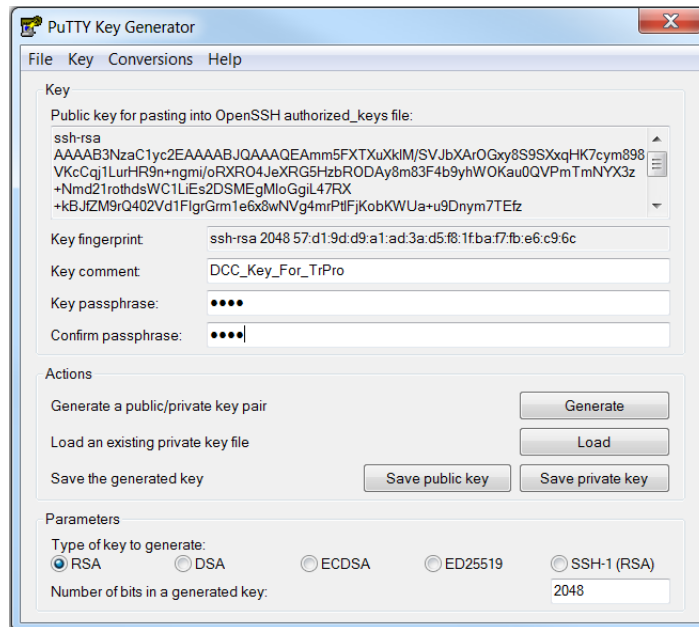 PuTTY Key Generator
File Key Conversions Help
Key
Public key for pasting into OpenSSH authorized_keys file:
ssh-rsa
AAAAB3NzaC1yc2EAAAABJQAAAQEAmm5FXTXuXklM/SVJbXArOGxy8S9SXxqHK7cym898
VKcCqj1LurHR9n+ngmi/oRXRO4JeXRG5HzbRODAy8m83F4b9yhWOKau0QVPmTmNYX3z
+Nmd21rothdsWC1LiEs2DSMEgMloGgiL47RX
+kBJfZM9rQ402Vd1FIgrGrm1e6x8wNVg4mrPtlFjKobKWUa+u9Dnym7TEfz
Key fingerprint: ssh-rsa 2048 57:d1:9d:d9:a1:ad:3a:d5:f8:1f:ba:f7:fb:e6:c9:6c
Key comment: DCC_Key_For_TrPro
Key passphrase: ●●●●
Confirm passphrase: ●●●●
Actions
Generate a public/private key pair Generate
Load an existing private key file Load
Save the generated key Save public key Save private key
Parameters
Type of key to generate:
RSA DSA ECDSA ED25519 SSH-1 (RSA)
Number of bits in a generated key: 2048